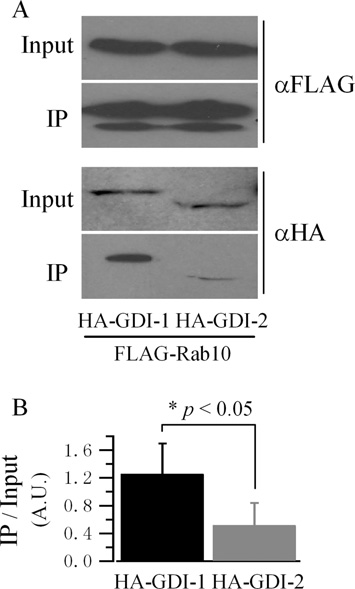 A
Input
IP
αFLAG
Input
IP
αHA
HA-GDI-1 HA-GDI-2
FLAG-Rab10
B
* p < 0.05
IP / Input
(A.U.)
1.6
1.2
0.8
0.4
0.0
HA-GDI-1 HA-GDI-2